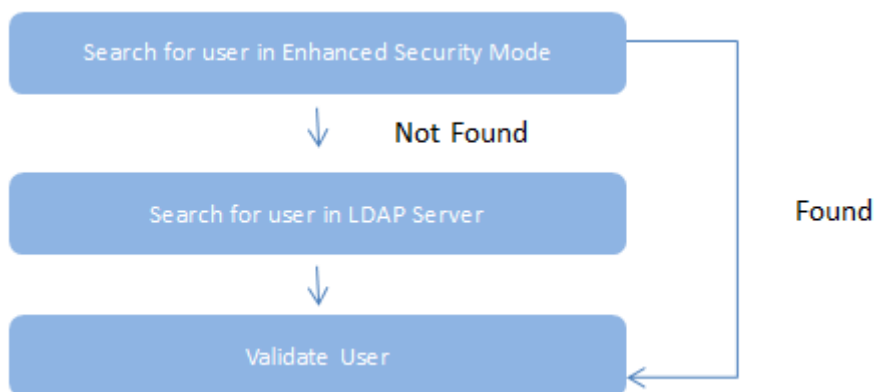 Search for user in Enhanced Security Mode
Not Found
Search for user in LDAP Server
Found
Validate User